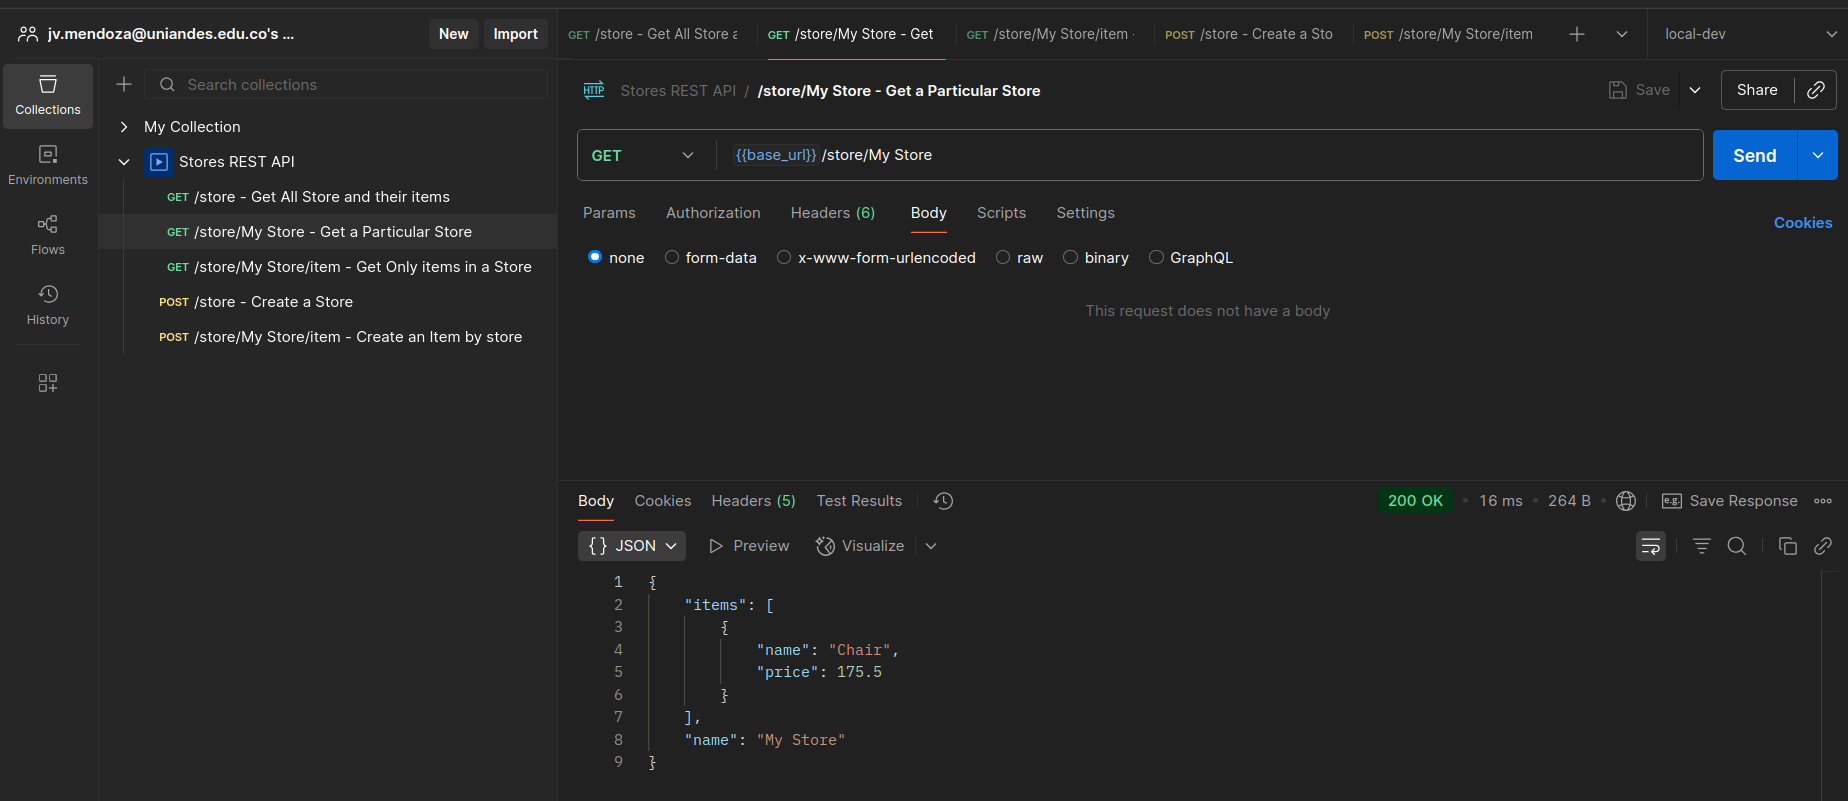 jv.mendoza@uniandes.edu.co's ...
New
Import
GET /store - Get All Store a
GET /store/My Store - Get
GET /store/My Store/item
POST /store - Create a Sto
POST /store/My Store/item
local-dev
Collections
Environments
Flows
History
Search collections
My Collection
Stores REST API
GET /store - Get All Store and their items
GET /store/My Store - Get a Particular Store
GET /store/My Store/item - Get Only items in a Store
POST /store - Create a Store
POST /store/My Store/item - Create an Item by store
HTTP Stores REST API / /store/My Store - Get a Particular Store
Save
Share
GET
{{base_url}} /store/My Store
Send
Params Authorization Headers (6) Body Scripts Settings
Cookies
none form-data x-www-form-urlencoded raw binary GraphQL
This request does not have a body
Body Cookies Headers (5) Test Results
200 OK • 16 ms • 264 B •
e.g. Save Response
{} JSON Preview Visualize
1 {
2 "items": [
3 {
4 "name": "Chair",
5 "price": 175.5
6 }
7 ],
8 "name": "My Store"
9 }